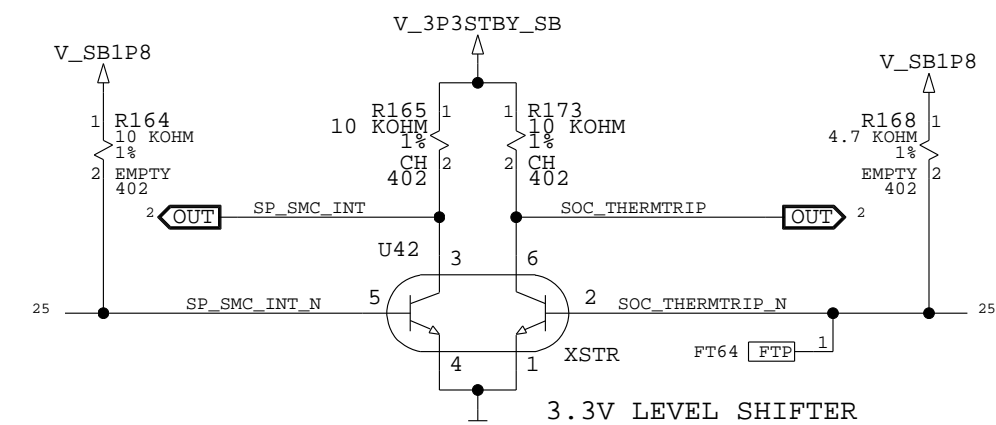 V_3P3STBY_SB
V_SB1P8
V_SB1P8
1 R164
10 KOHM
1%
2 EMPTY
402
R165 1
10 KOHM
1%
CH 2
402
1 R173
10 KOHM
1%
2 CH
402
R168 1
4.7 KOHM
1%
EMPTY 2
402
2 OUT SP_SMC_INT
SOC_THERMTRIP OUT 2
U42 3 6
25 SP_SMC_INT_N 5
2 SOC_THERMTRIP_N 25
4 1 XSTR
FT64 FTP 1
3.3V LEVEL SHIFTER